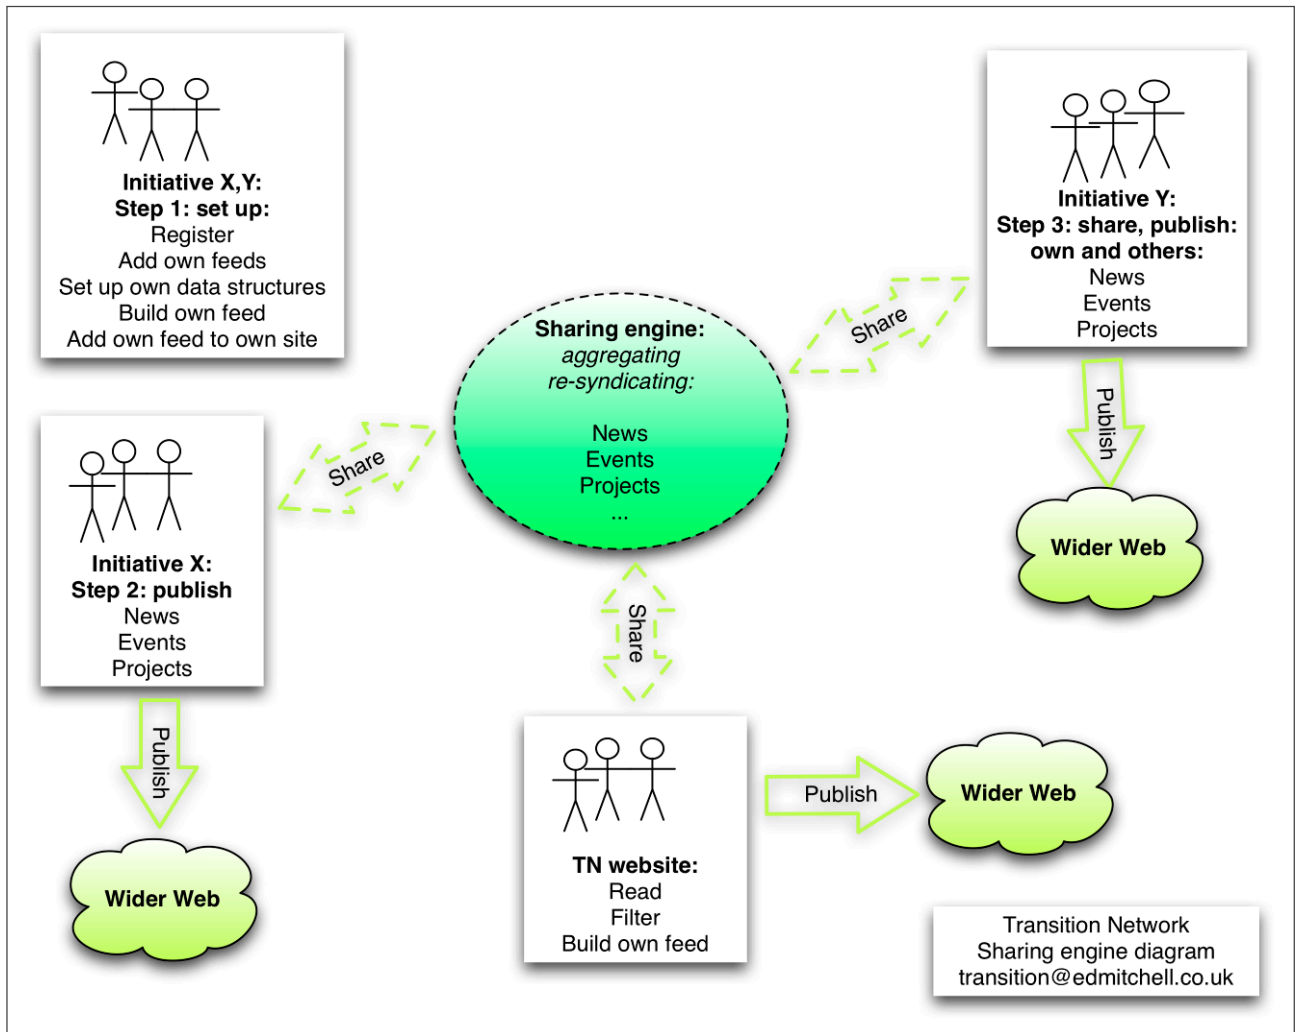 Initiative X,Y:
Step 1: set up:
Register
Add own feeds
Set up own data structures
Build own feed
Add own feed to own site
Initiative Y:
Step 3: share, publish:
own and others:
News
Events
Projects
Sharing engine:
aggregating
re-syndicating:
News
Events
Projects
...
Share
Share
Share
Publish
Wider Web
Initiative X:
Step 2: publish
News
Events
Projects
Publish
Wider Web
TN website:
Read
Filter
Build own feed
Publish
Wider Web
Transition Network
Sharing engine diagram
transition@edmitchell.co.uk